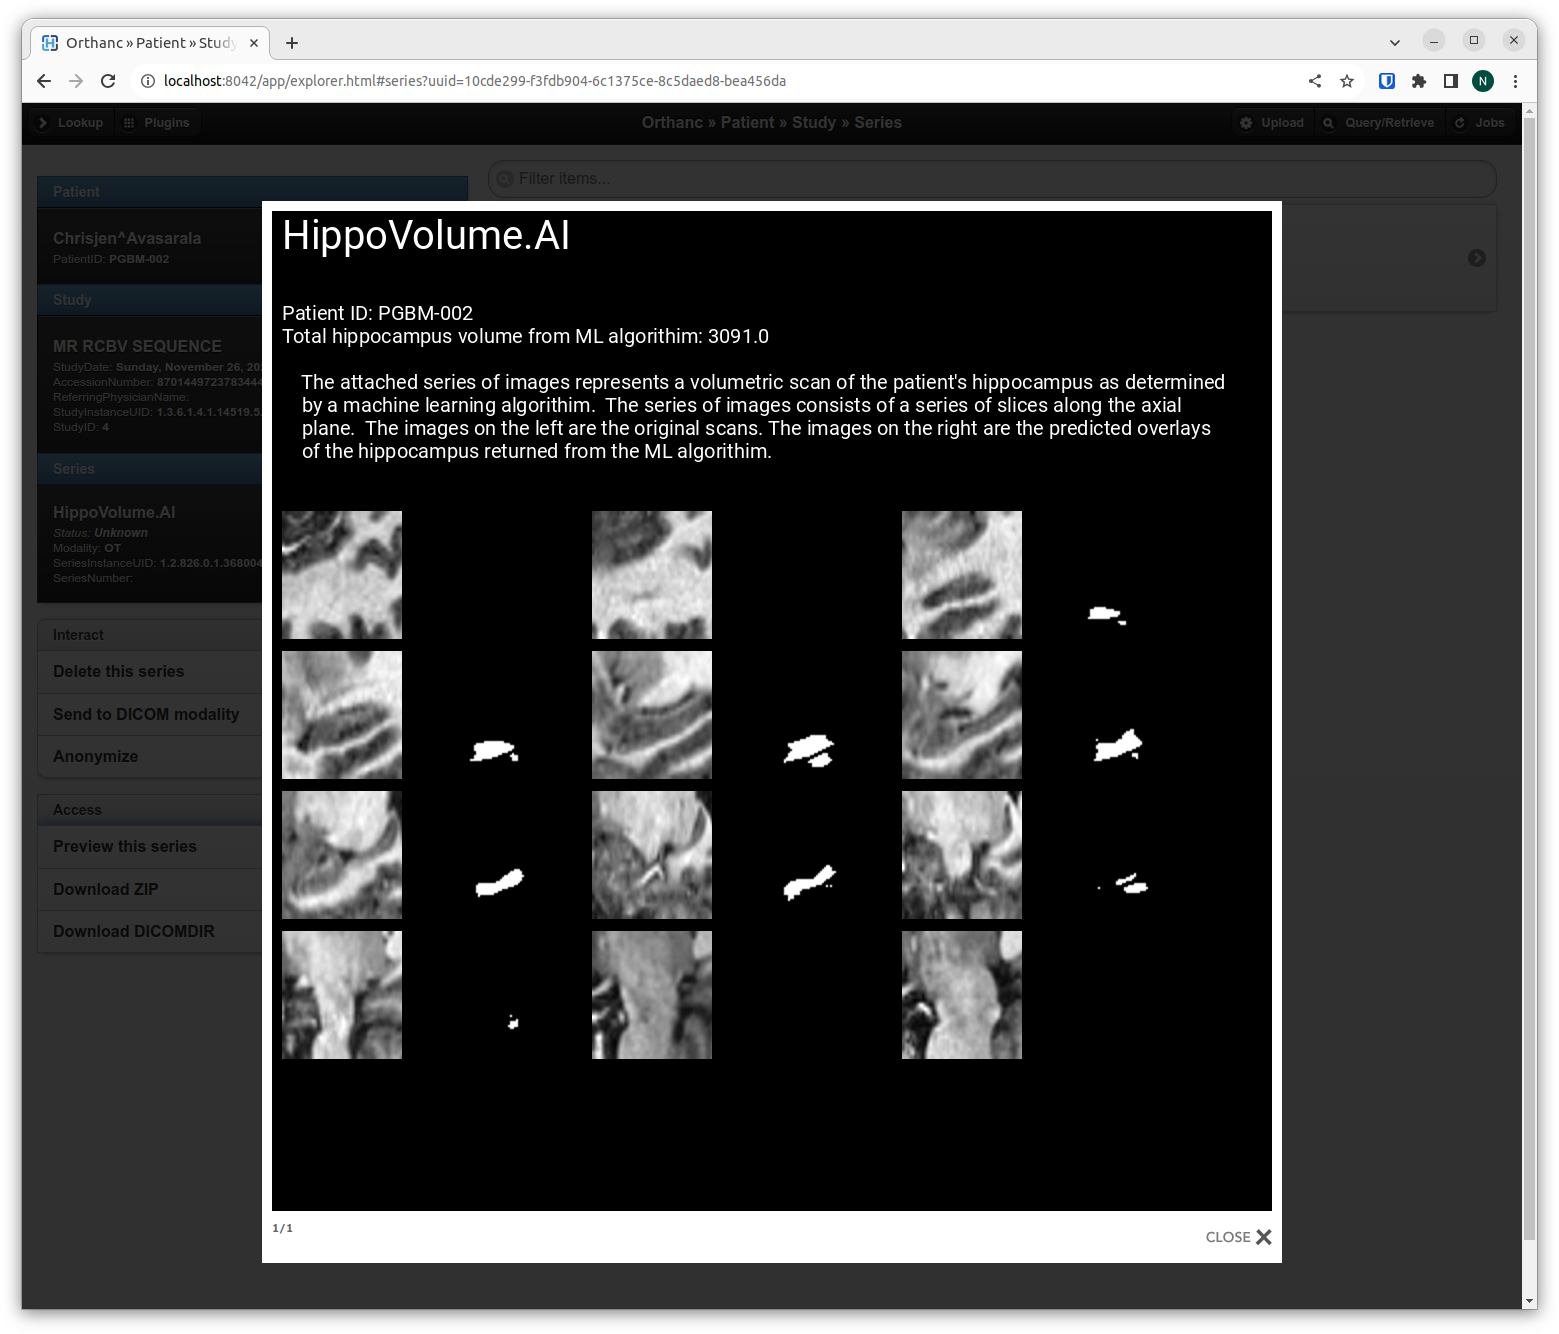 Orthanc » Patient » Study
localhost:8042/app/explorer.html#series?uuid=10cde299-f3fdb904-6c1375ce-8c5daed8-bea456da
N
Lookup
Plugins
Orthanc » Patient » Study » Series
Upload
Query/Retrieve
Jobs
Filter items...
Patient
Chrisjen^Avasarala
PatientID: PGBM-002
Study
MR RCBV SEQUENCE
StudyDate: Sunday, November 26,
AccessionNumber: 8701449723783444
ReferringPhysicianName:
StudyInstanceUID: 1.3.6.1.4.1.14519.5.
StudyID: 4
Series
HippoVolume.AI
Status: Unknown
Modality: OT
SeriesInstanceUID: 1.2.826.0.1.368004
SeriesNumber:
Interact
Delete this series
Send to DICOM modality
Anonymize
Access
Preview this series
Download ZIP
Download DICOMDIR
HippoVolume.AI
Patient ID: PGBM-002
Total hippocampus volume from ML algorithim: 3091.0
The attached series of images represents a volumetric scan of the patient's hippocampus as determined
by a machine learning algorithim.  The series of images consists of a series of slices along the axial
plane.  The images on the left are the original scans. The images on the right are the predicted overlays
of the hippocampus returned from the ML algorithim.
1/1
CLOSE